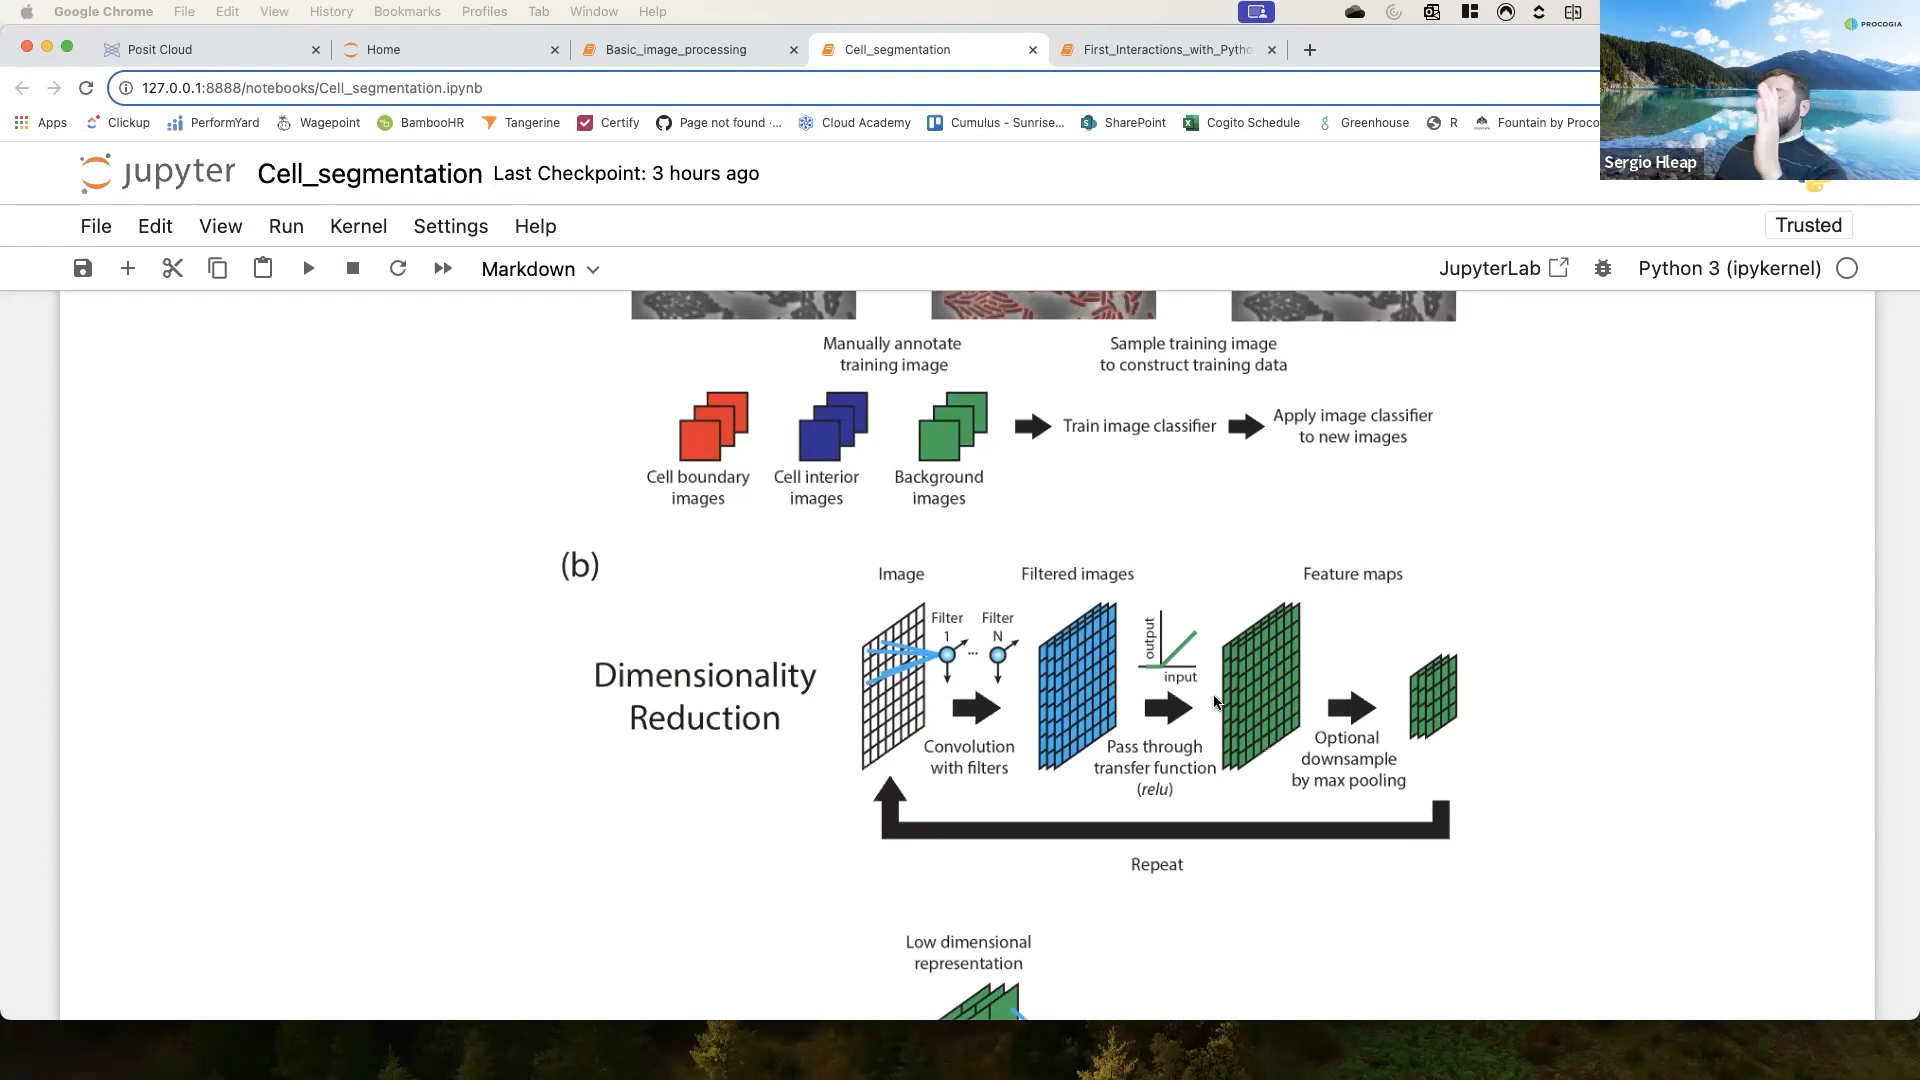 Google Chrome File Edit View History Bookmarks Profiles Tab Window Help
PROCOGIA
Posit Cloud Home Basic_image_processing Cell_segmentation First_Interactions_with_Pytho
127.0.0.1:8888/notebooks/Cell_segmentation.ipynb
Apps Clickup PerformYard Wagepoint BambooHR Tangerine Certify Page not found ·... Cloud Academy Cumulus - Sunrise... SharePoint Cogito Schedule Greenhouse R Fountain by Proco
Sergio Hleap
jupyter Cell_segmentation Last Checkpoint: 3 hours ago
File Edit View Run Kernel Settings Help Trusted
Markdown JupyterLab Python 3 (ipykernel)
Manually annotate
training image
Sample training image
to construct training data
Cell boundary
images
Cell interior
images
Background
images
Train image classifier
Apply image classifier
to new images
(b)
Dimensionality
Reduction
Image
Filter
1
...
Filter
N
Convolution
with filters
Filtered images
output
input
Pass through
transfer function
(relu)
Feature maps
Optional
downsample
by max pooling
Repeat
Low dimensional
representation